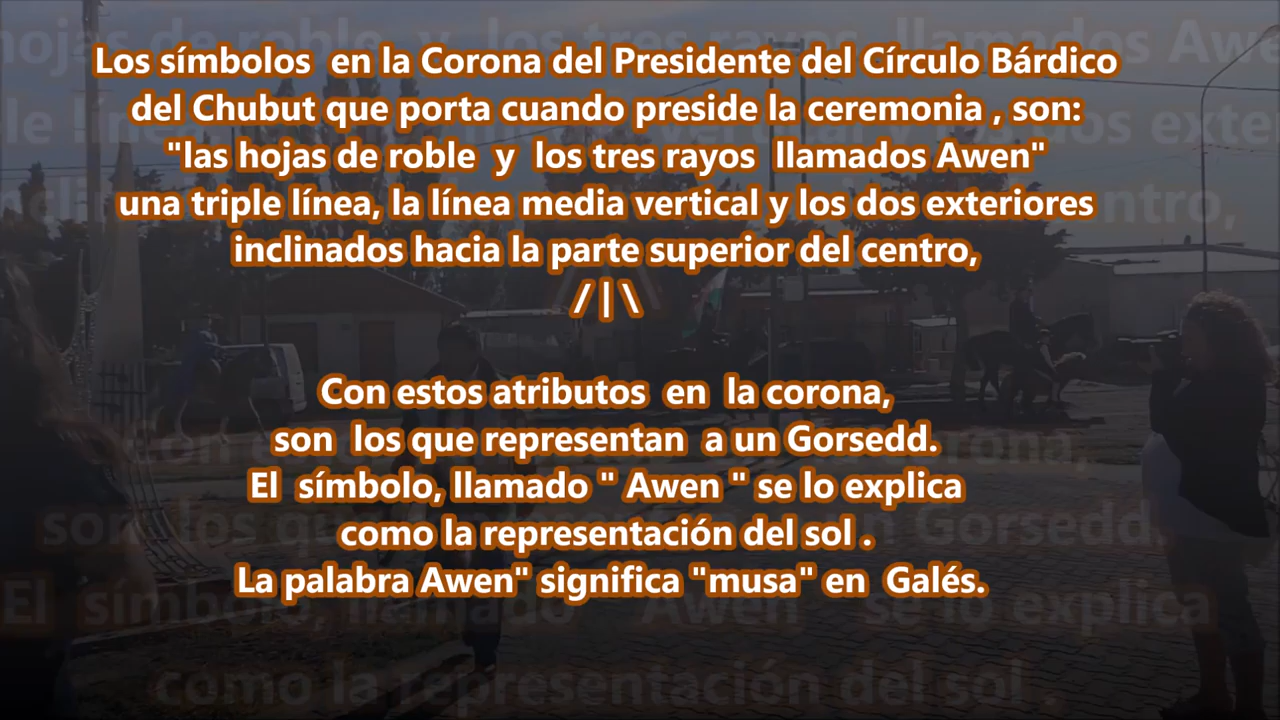 Los símbolos en la Corona del Presidente del Círculo Bárdico
del Chubut que porta cuando preside la ceremonia , son:
"las hojas de roble y los tres rayos llamados Awen"
una triple línea, la línea media vertical y los dos exteriores
inclinados hacia la parte superior del centro,
/ | \
Con estos atributos en la corona,
son los que representan a un Gorsedd.
El símbolo, llamado " Awen " se lo explica
como la representación del sol .
La palabra Awen" significa "musa" en Galés.